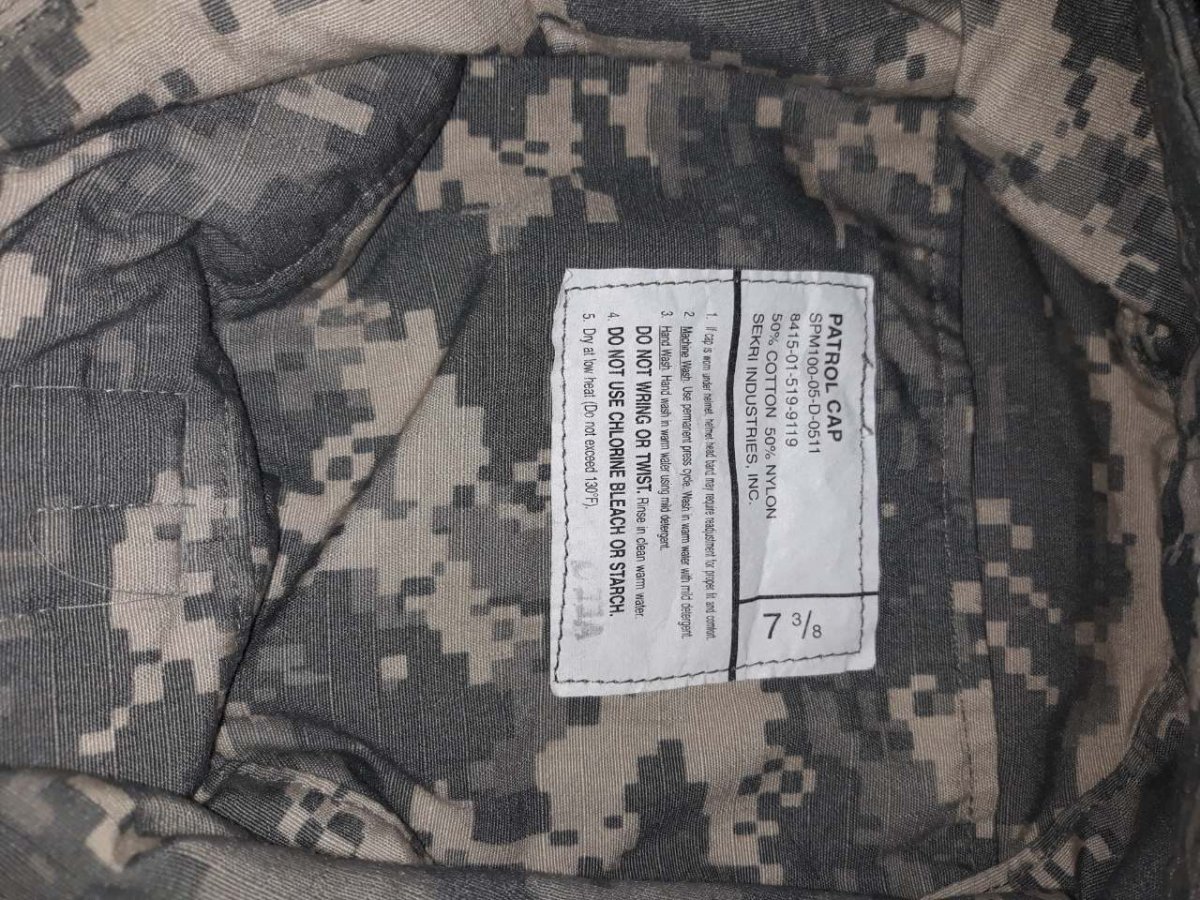 PATROL CAP
SPM100-05-D-0511
8415-01-519-9119
50% COTTON 50% NYLON
SEKRI INDUSTRIES, INC.
7 3/8
1. If cap is worn under helmet, helmet head band may require readjustment for proper fit and comfort.
2. Machine Wash. Use permanent press cycle. Wash in warm water with mild detergent.
3. Hand Wash. Hand wash in warm water using mild detergent.
DO NOT WRING OR TWIST. Rinse in clean warm water.
4. DO NOT USE CHLORINE BLEACH OR STARCH.
5. Dry at low heat (Do not exceed 130°F).